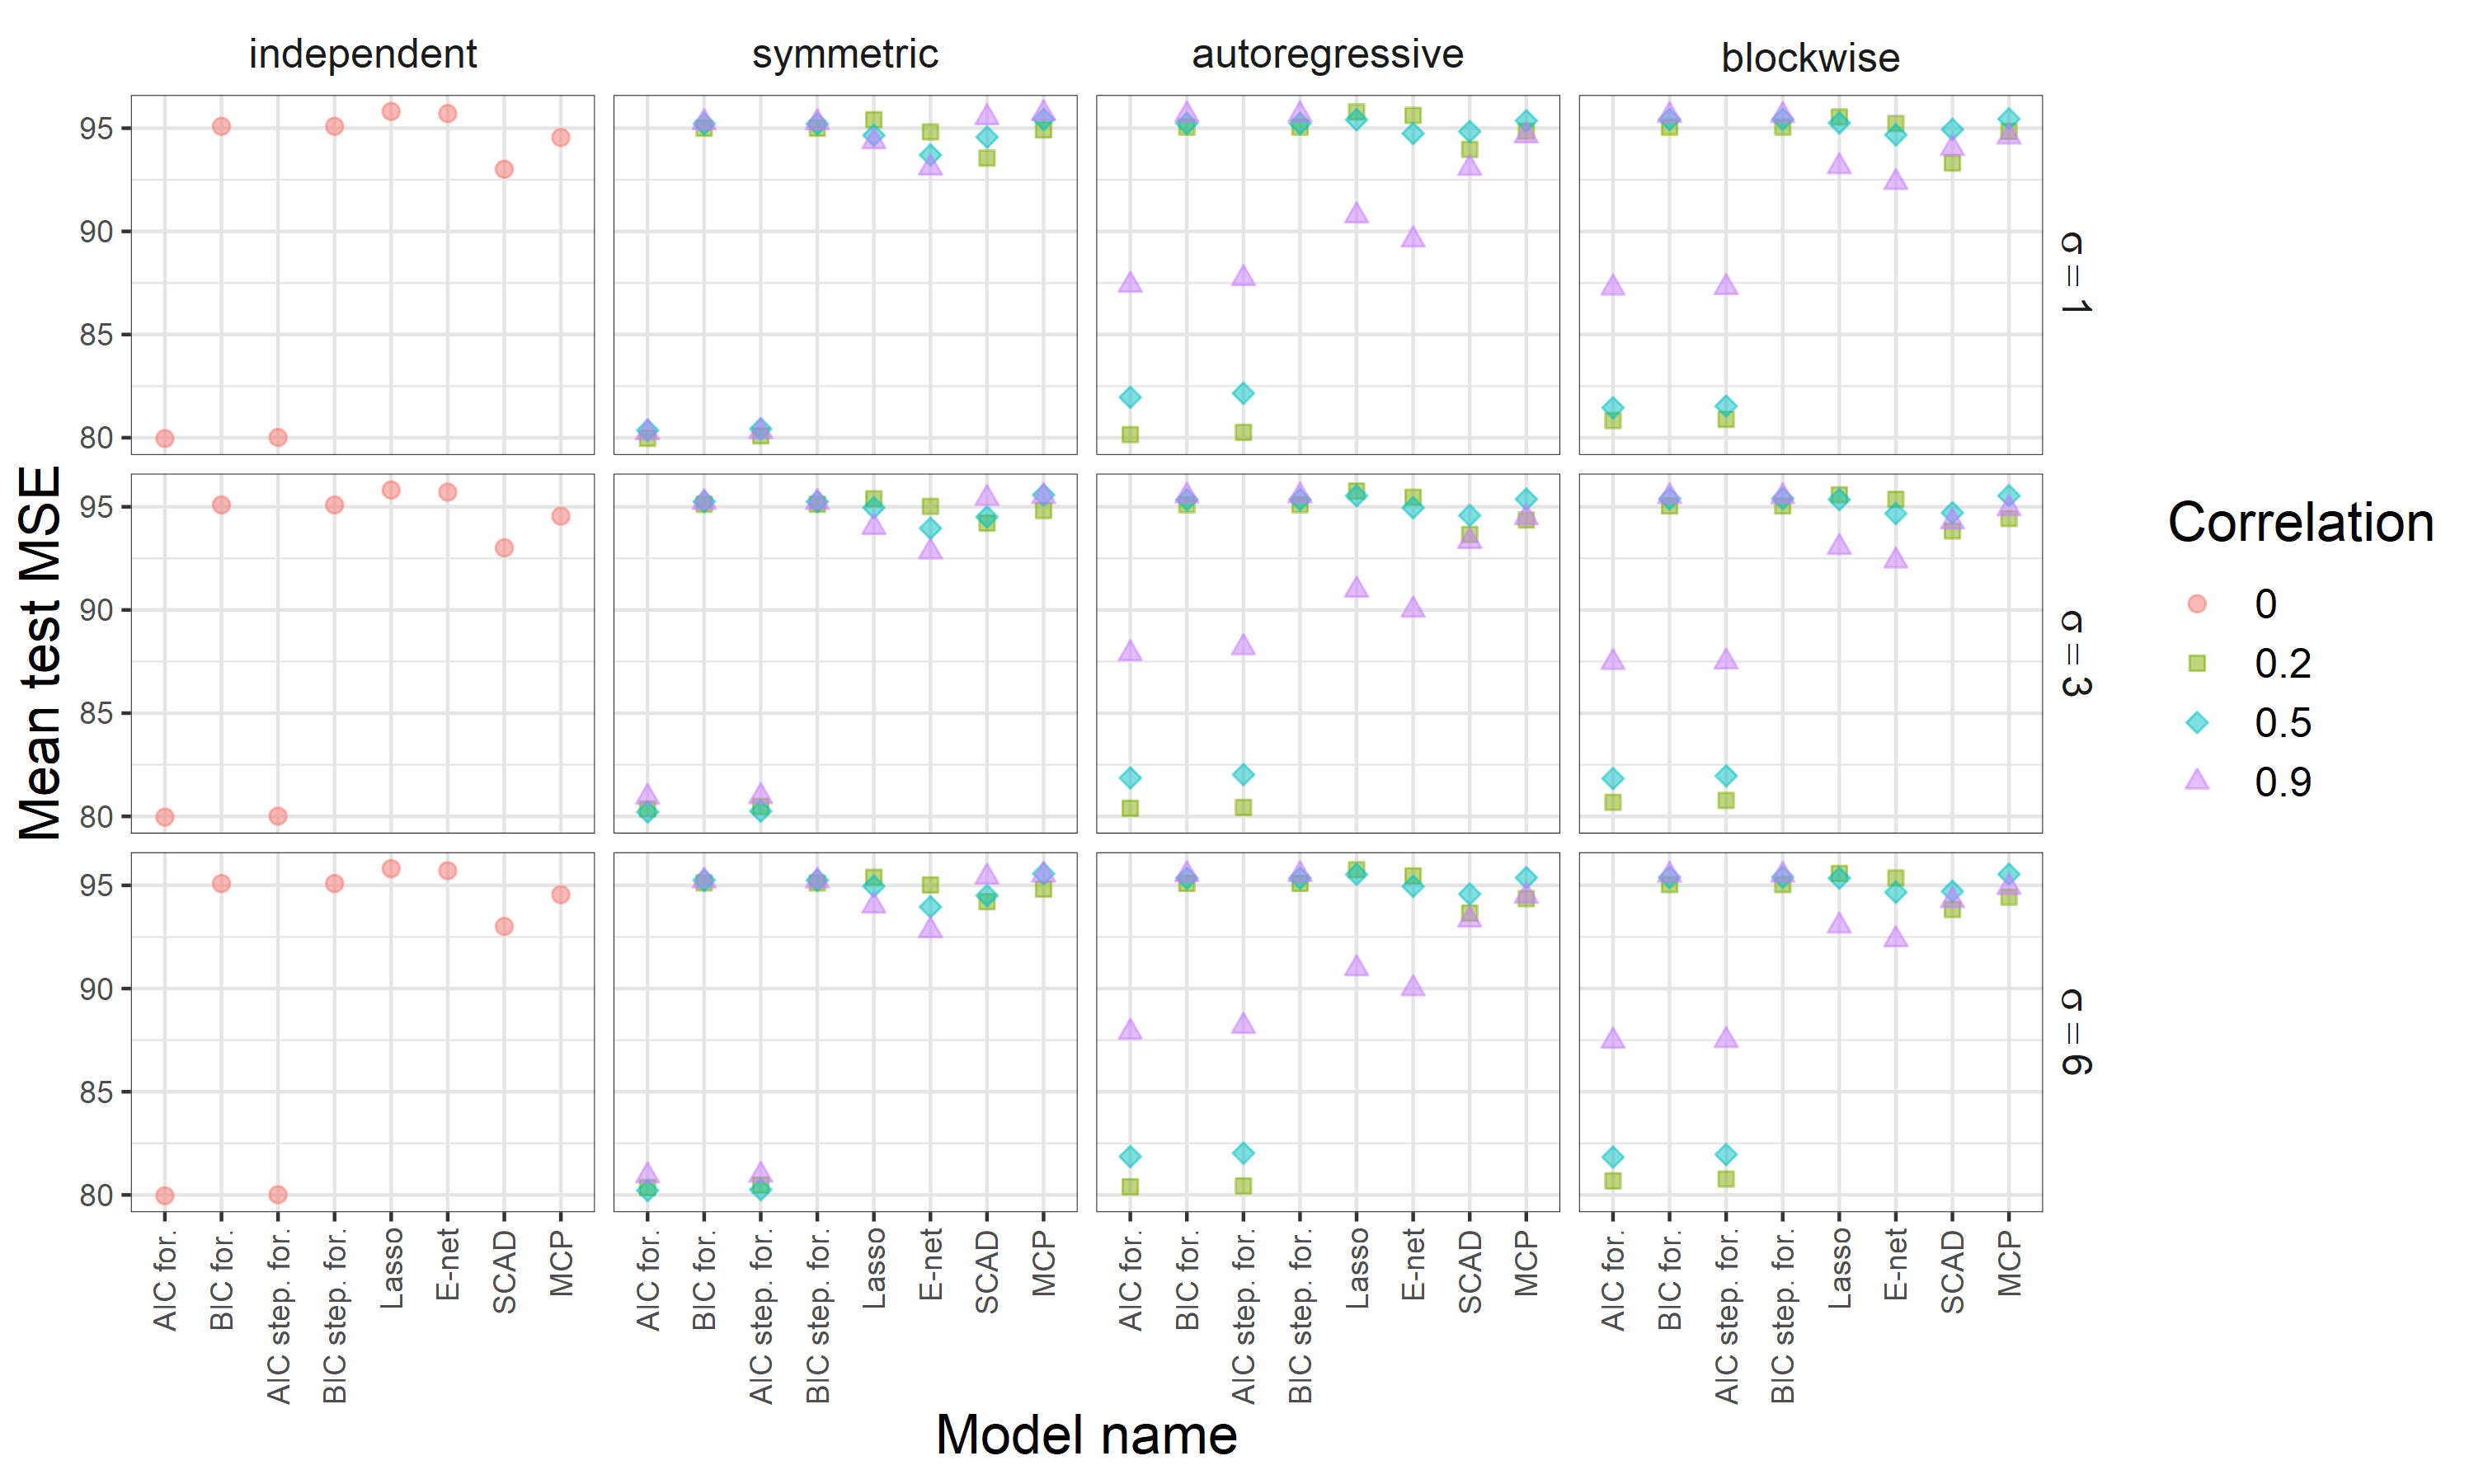 independent
symmetric
autoregressive
blockwise
95
90
85
80
σ = 1
95
90
85
80
σ = 3
95
90
85
80
σ = 6
Mean test MSE
AIC for.
BIC for.
AIC step. for.
BIC step. for.
Lasso
E-net
SCAD
MCP
AIC for.
BIC for.
AIC step. for.
BIC step. for.
Lasso
E-net
SCAD
MCP
AIC for.
BIC for.
AIC step. for.
BIC step. for.
Lasso
E-net
SCAD
MCP
AIC for.
BIC for.
AIC step. for.
BIC step. for.
Lasso
E-net
SCAD
MCP
Model name
Correlation
0
0.2
0.5
0.9